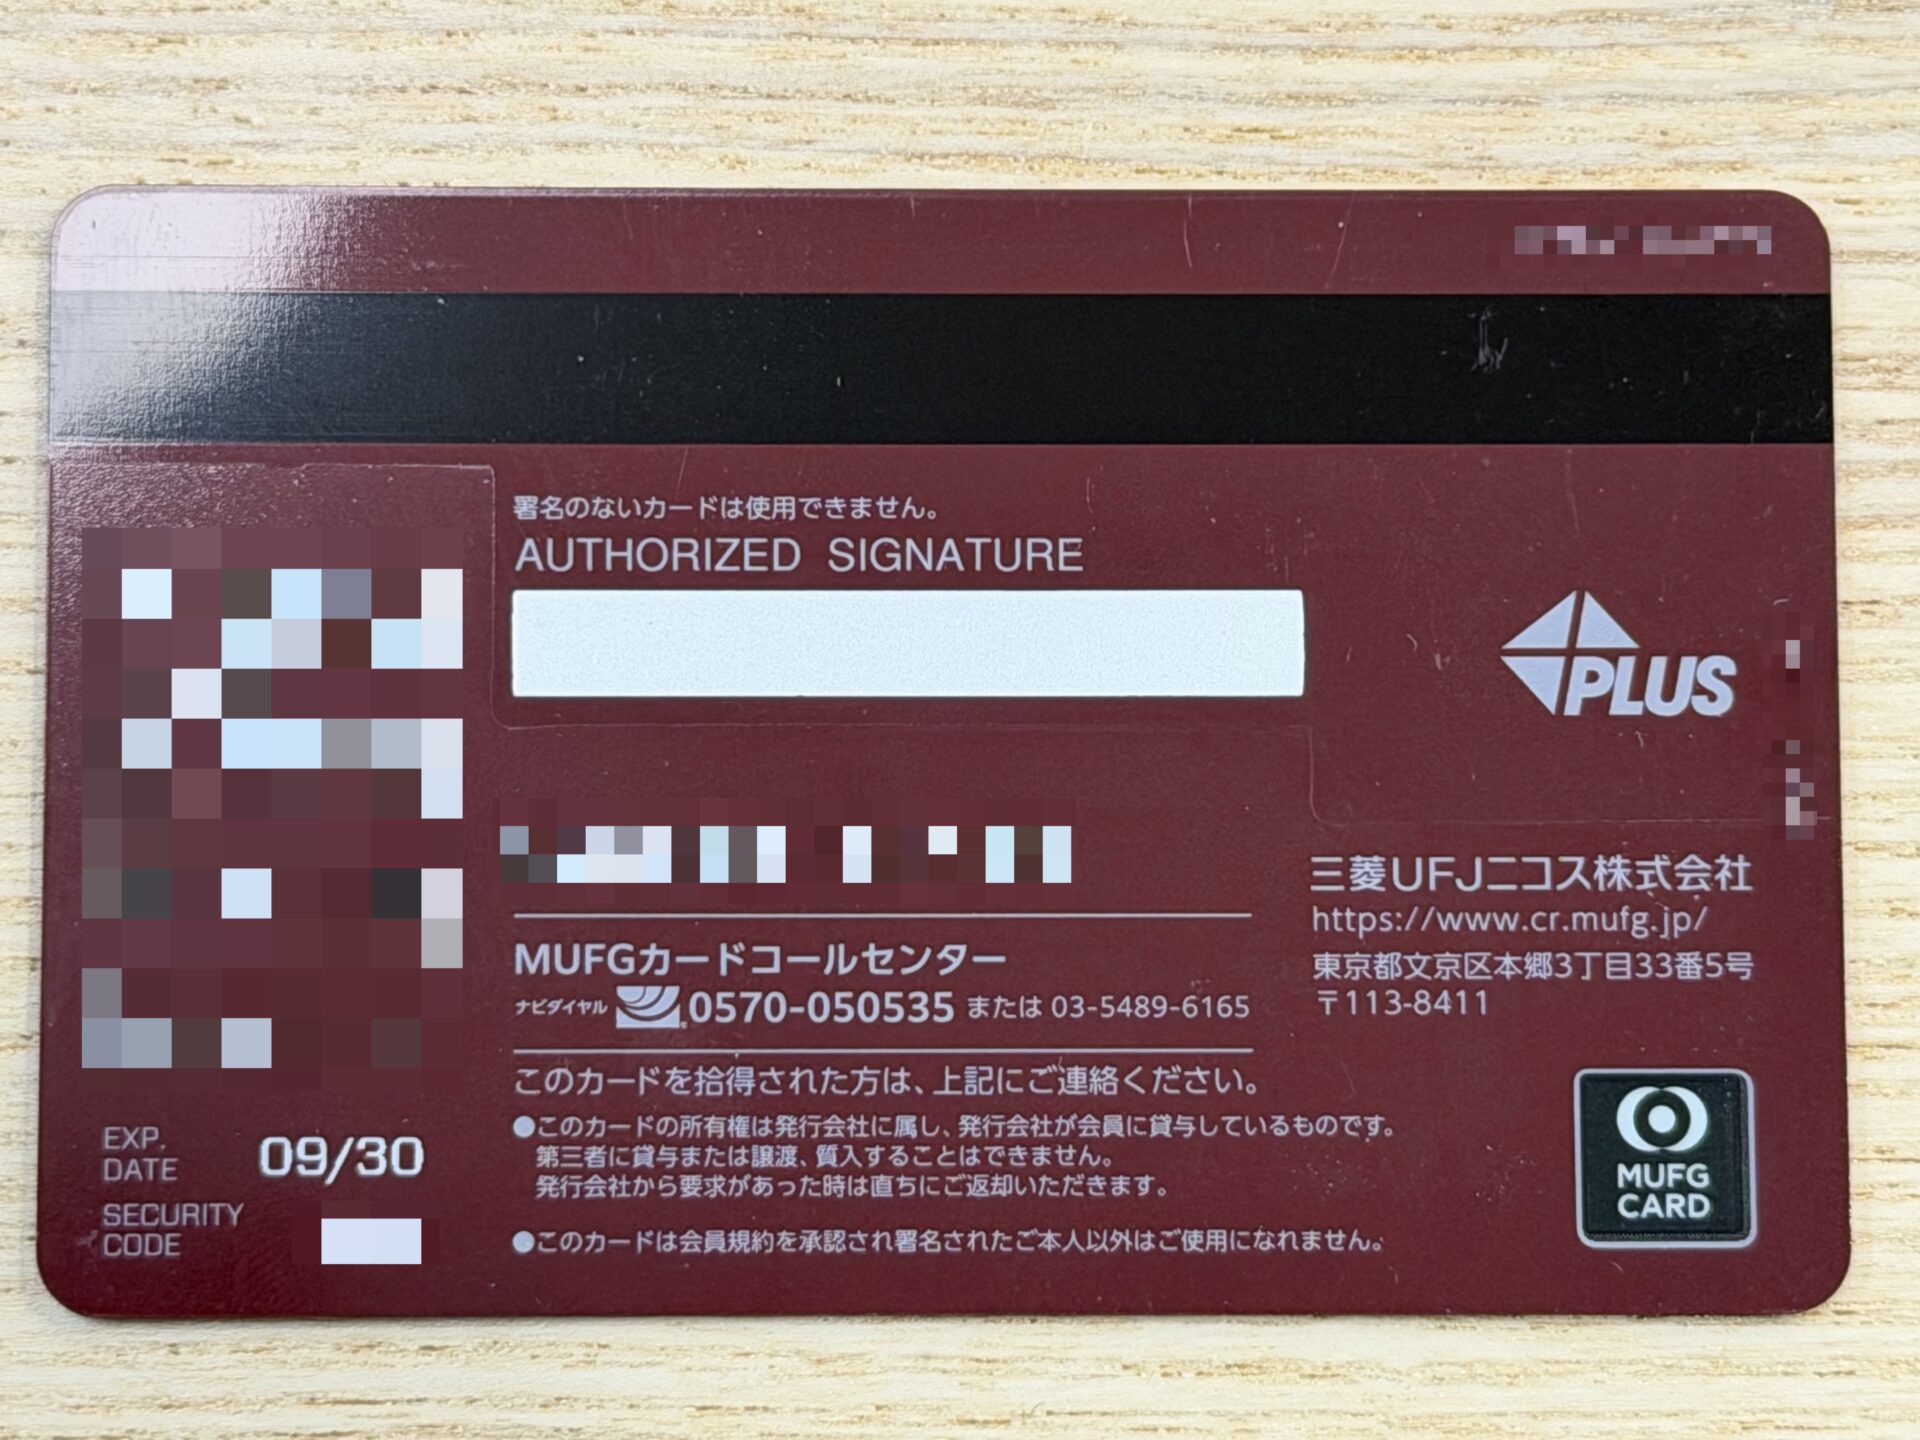 署名のないカードは使用できません。
AUTHORIZED SIGNATURE
PLUS
三菱UFJニコス株式会社
https://www.cr.mufg.jp/
東京都文京区本郷3丁目33番5号
〒113-8411
MUFGカードコールセンター
ナビダイヤル 0570-050535 または 03-5489-6165
このカードを拾得された方は、上記にご連絡ください。
●このカードの所有権は発行会社に属し、発行会社が会員に貸与しているものです。
第三者に貸与または譲渡、質入することはできません。
発行会社から要求があった時は直ちにご返却いただきます。
●このカードは会員規約を承認され署名されたご本人以外はご使用になれません。
EXP.
DATE 09/30
SECURITY
CODE
MUFG
CARD